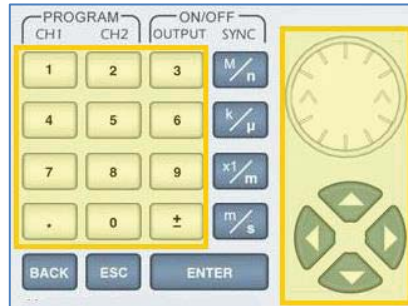 PROGRAM ON/OFF
CH1 CH2 OUTPUT SYNC
1 2 3 M/n
4 5 6 k/µ
7 8 9 x1/m
. 0 ± m/s
BACK ESC ENTER